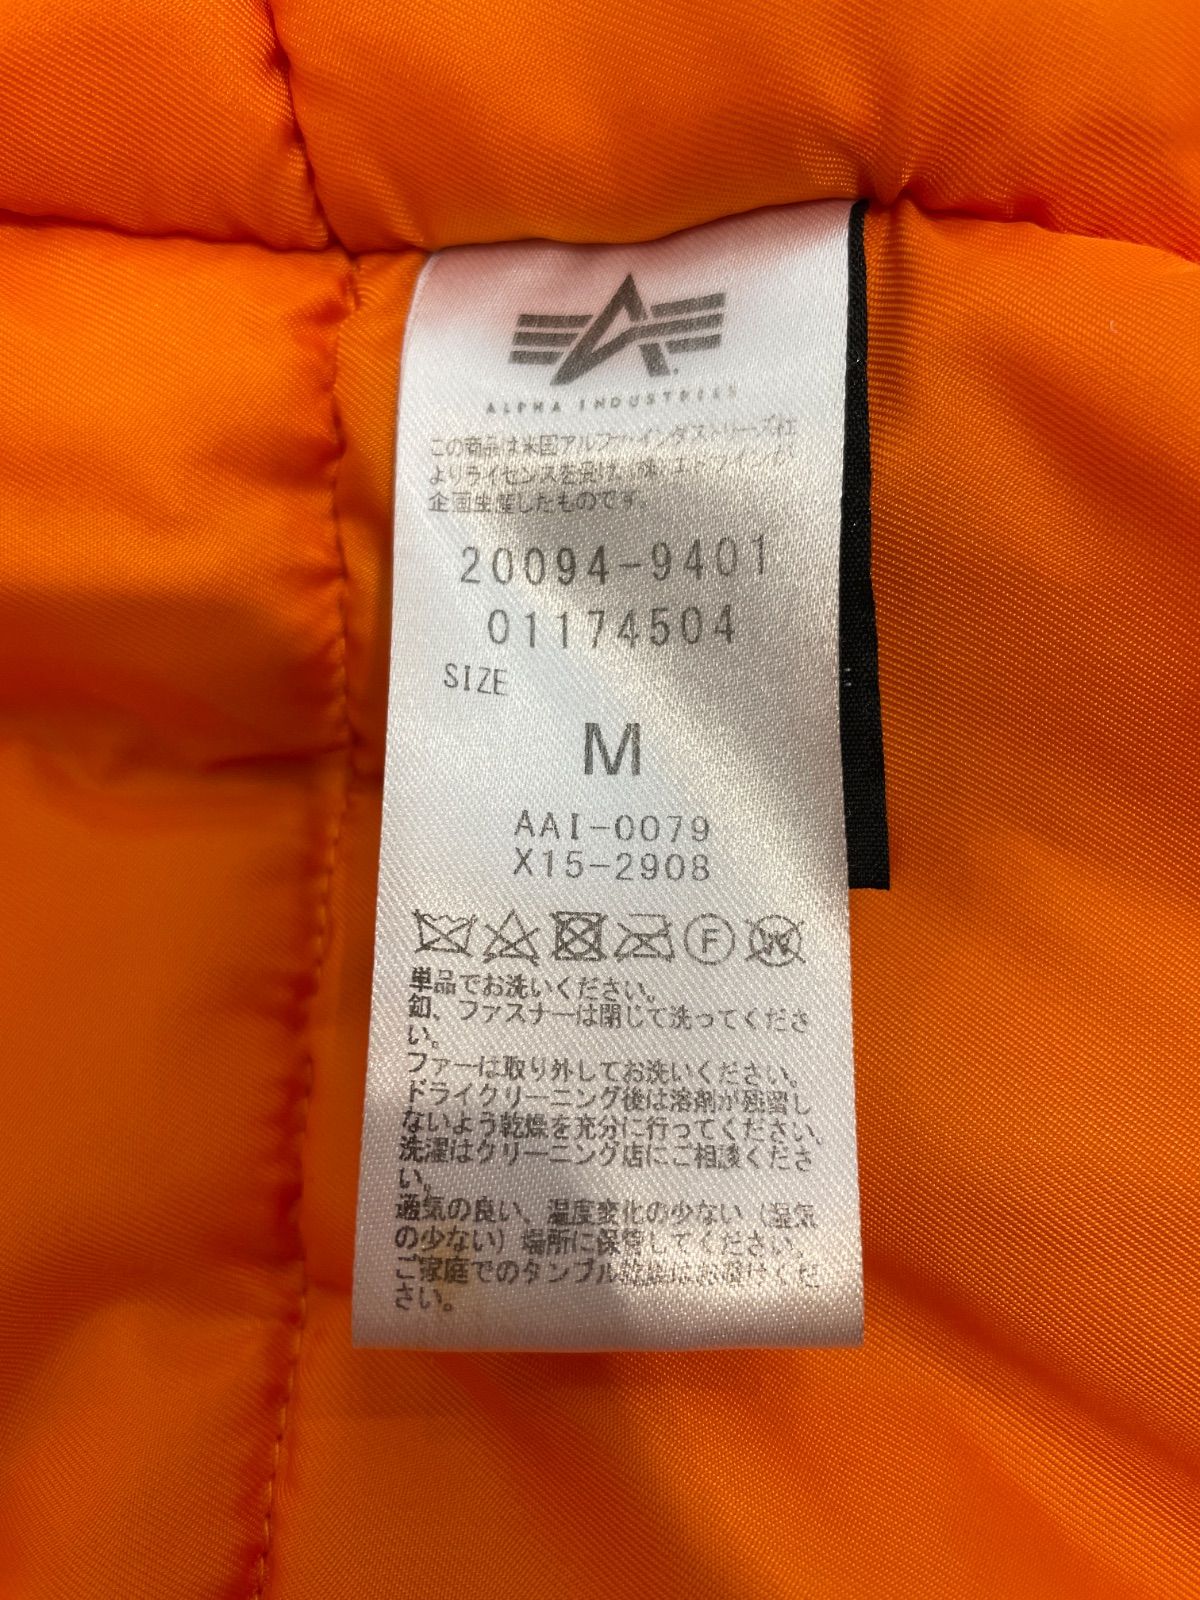 ALPHA INDUSTRIES
この商品は米国アルファ・インダストリーズ社
よりライセンスを受け、(株)エドウインが
企画生産したものです。
20094-9401
01174504
SIZE
M
AAI-0079
X15-2908
F
W
単品でお洗いください。
釦、ファスナーは閉じて洗ってくださ
い。
ファーは取り外してお洗いください。
ドライクリーニング後は溶剤が残留し
ないよう乾燥を充分に行ってください。
洗濯はクリーニング店にご相談くださ
い。
通気の良い、温度変化の少ない(湿気
の少ない)場所に保管してください。
ご家庭でのタンブル乾燥はお避けくだ
さい。